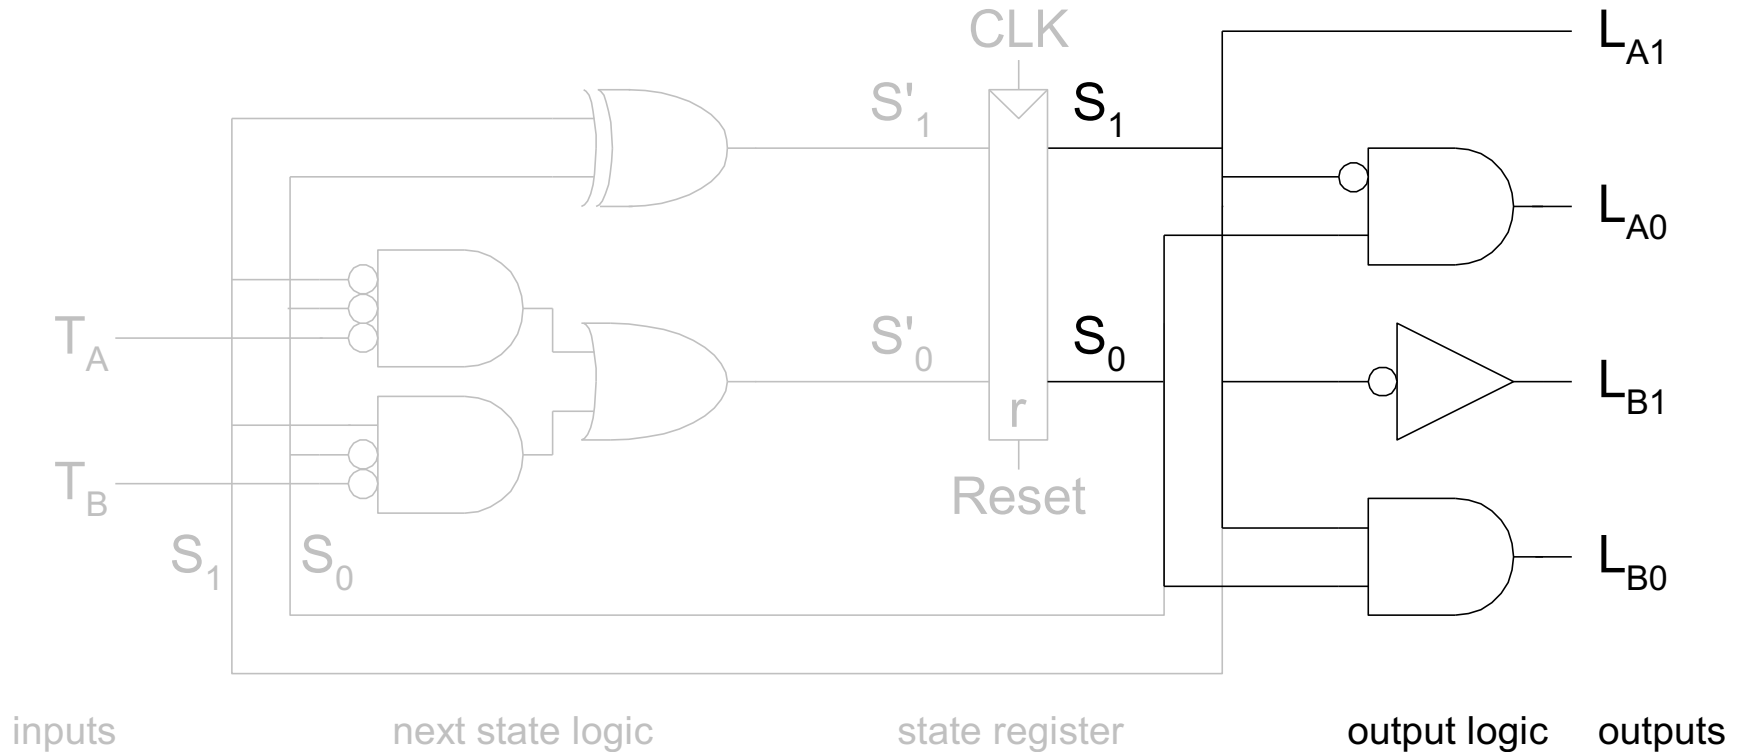 CLK
L_A1
S'_1
S_1
L_A0
T_A
S'_0
S_0
L_B1
r
T_B
Reset
S_1
S_0
L_B0
inputs
next state logic
state register
output logic
outputs